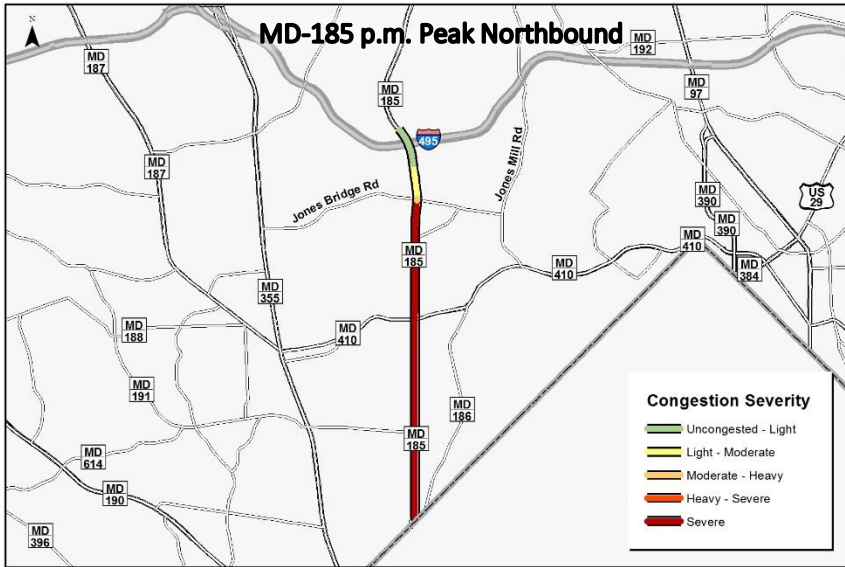 N
MD-185 p.m. Peak Northbound
MD
192
MD
187
MD
185
MD
97
495
Jones Mill Rd
MD
187
Jones Bridge Rd
MD
390
US
29
MD
390
MD
410
MD
185
MD
410
MD
384
MD
355
MD
188
MD
410
MD
191
MD
186
MD
185
MD
614
MD
190
MD
396
Congestion Severity
Uncongested - Light
Light - Moderate
Moderate - Heavy
Heavy - Severe
Severe